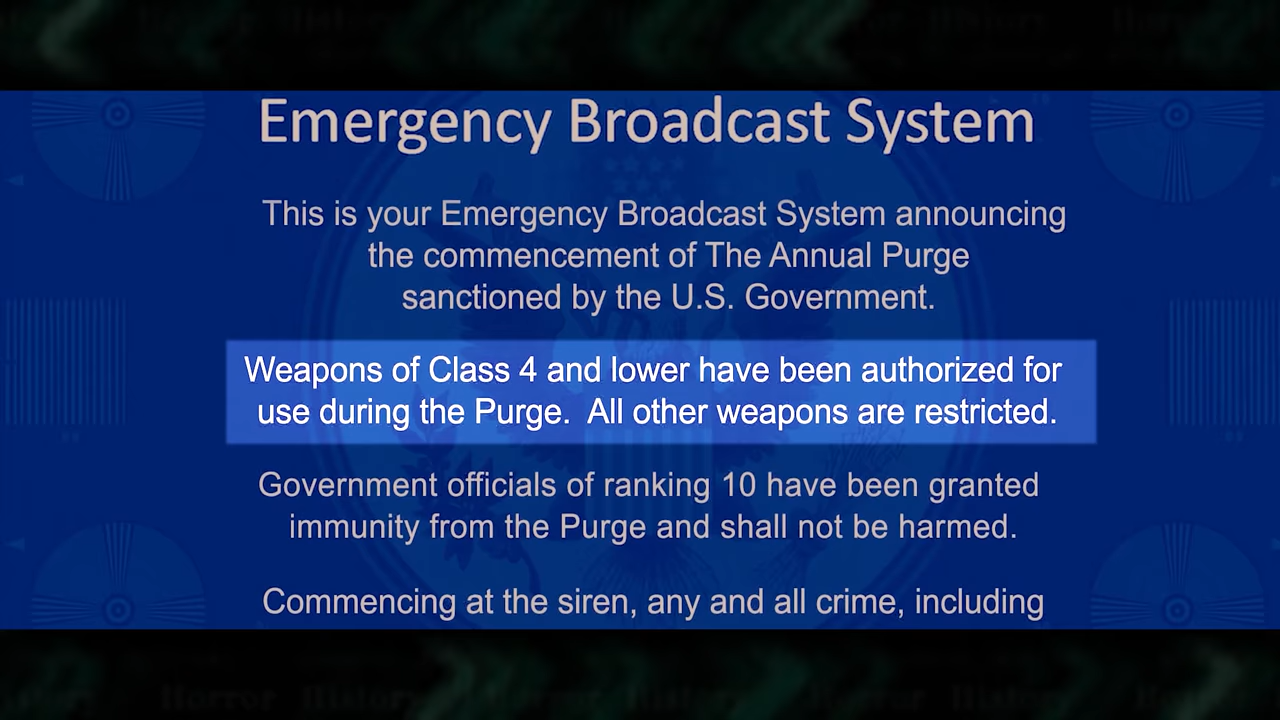 Emergency Broadcast System
This is your Emergency Broadcast System announcing
the commencement of The Annual Purge
sanctioned by the U.S. Government.
Weapons of Class 4 and lower have been authorized for
use during the Purge.  All other weapons are restricted.
Government officials of ranking 10 have been granted
immunity from the Purge and shall not be harmed.
Commencing at the siren, any and all crime, including
Horror History